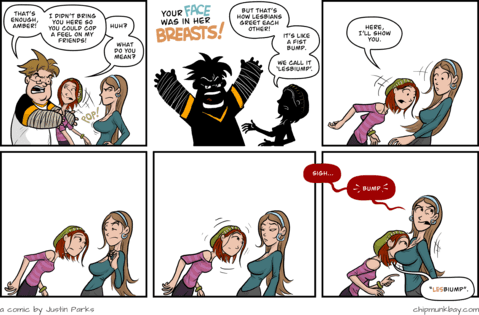 THAT'S
ENOUGH,
AMBER!
I DIDN'T BRING
YOU HERE SO
YOU COULD COP
A FEEL ON MY
FRIENDS!
HUH?
WHAT DO
YOU MEAN?
POP!
YOUR FACE
WAS IN HER
BREASTS!
BUT THAT'S
HOW LESBIANS
GREET EACH
OTHER!
IT'S LIKE
A FIST
BUMP.
WE CALL IT
"LESBIUMP".
HERE,
I'LL SHOW
YOU.
SIGH...
BUMP.
"LESBIUMP".
a comic by Justin Parks
chipmunkbay.com